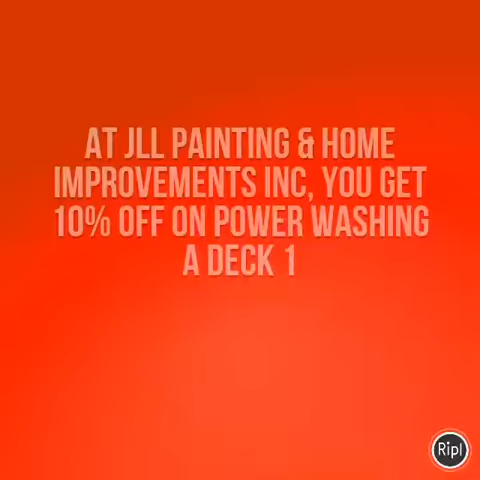 AT JLL PAINTING & HOME
IMPROVEMENTS INC, YOU GET
10% OFF ON POWER WASHING
A DECK 1
Ripl